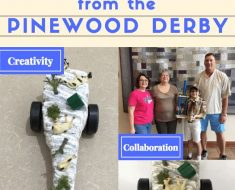 from the
PINEWOOD DERBY
Creativity
Collaboration